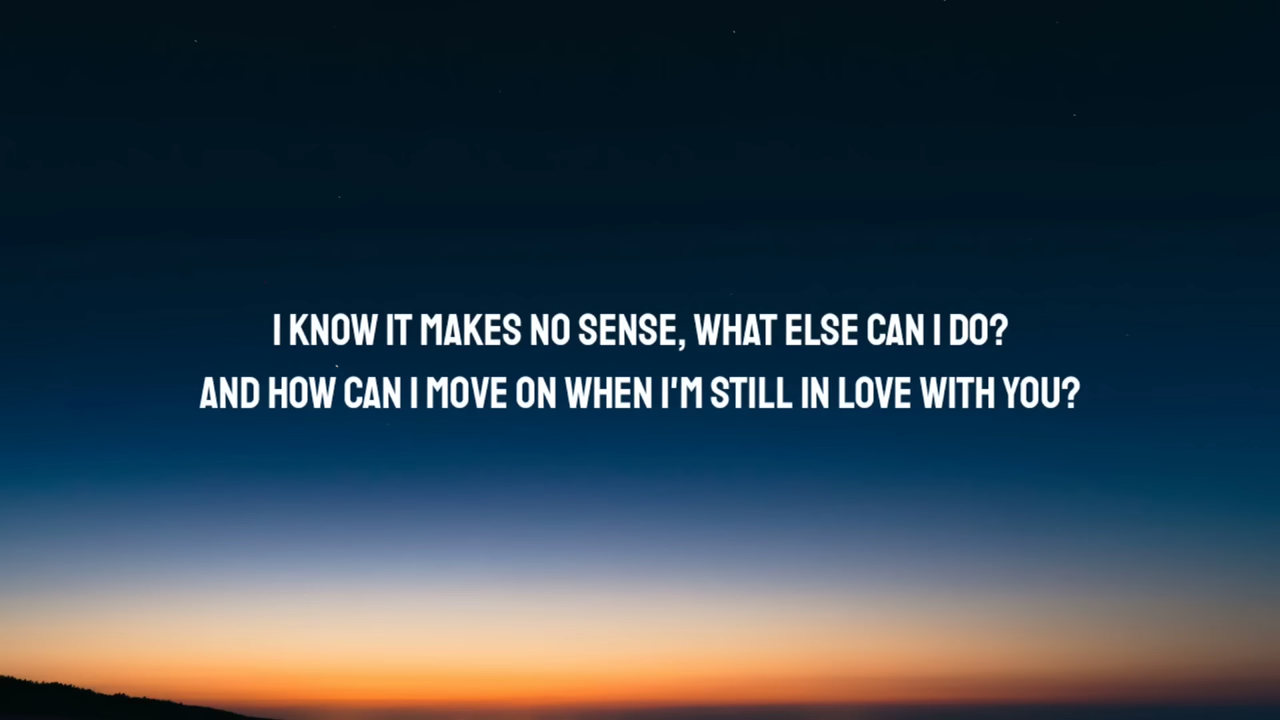 I KNOW IT MAKES NO SENSE, WHAT ELSE CAN I DO?
AND HOW CAN I MOVE ON WHEN I'M STILL IN LOVE WITH YOU?